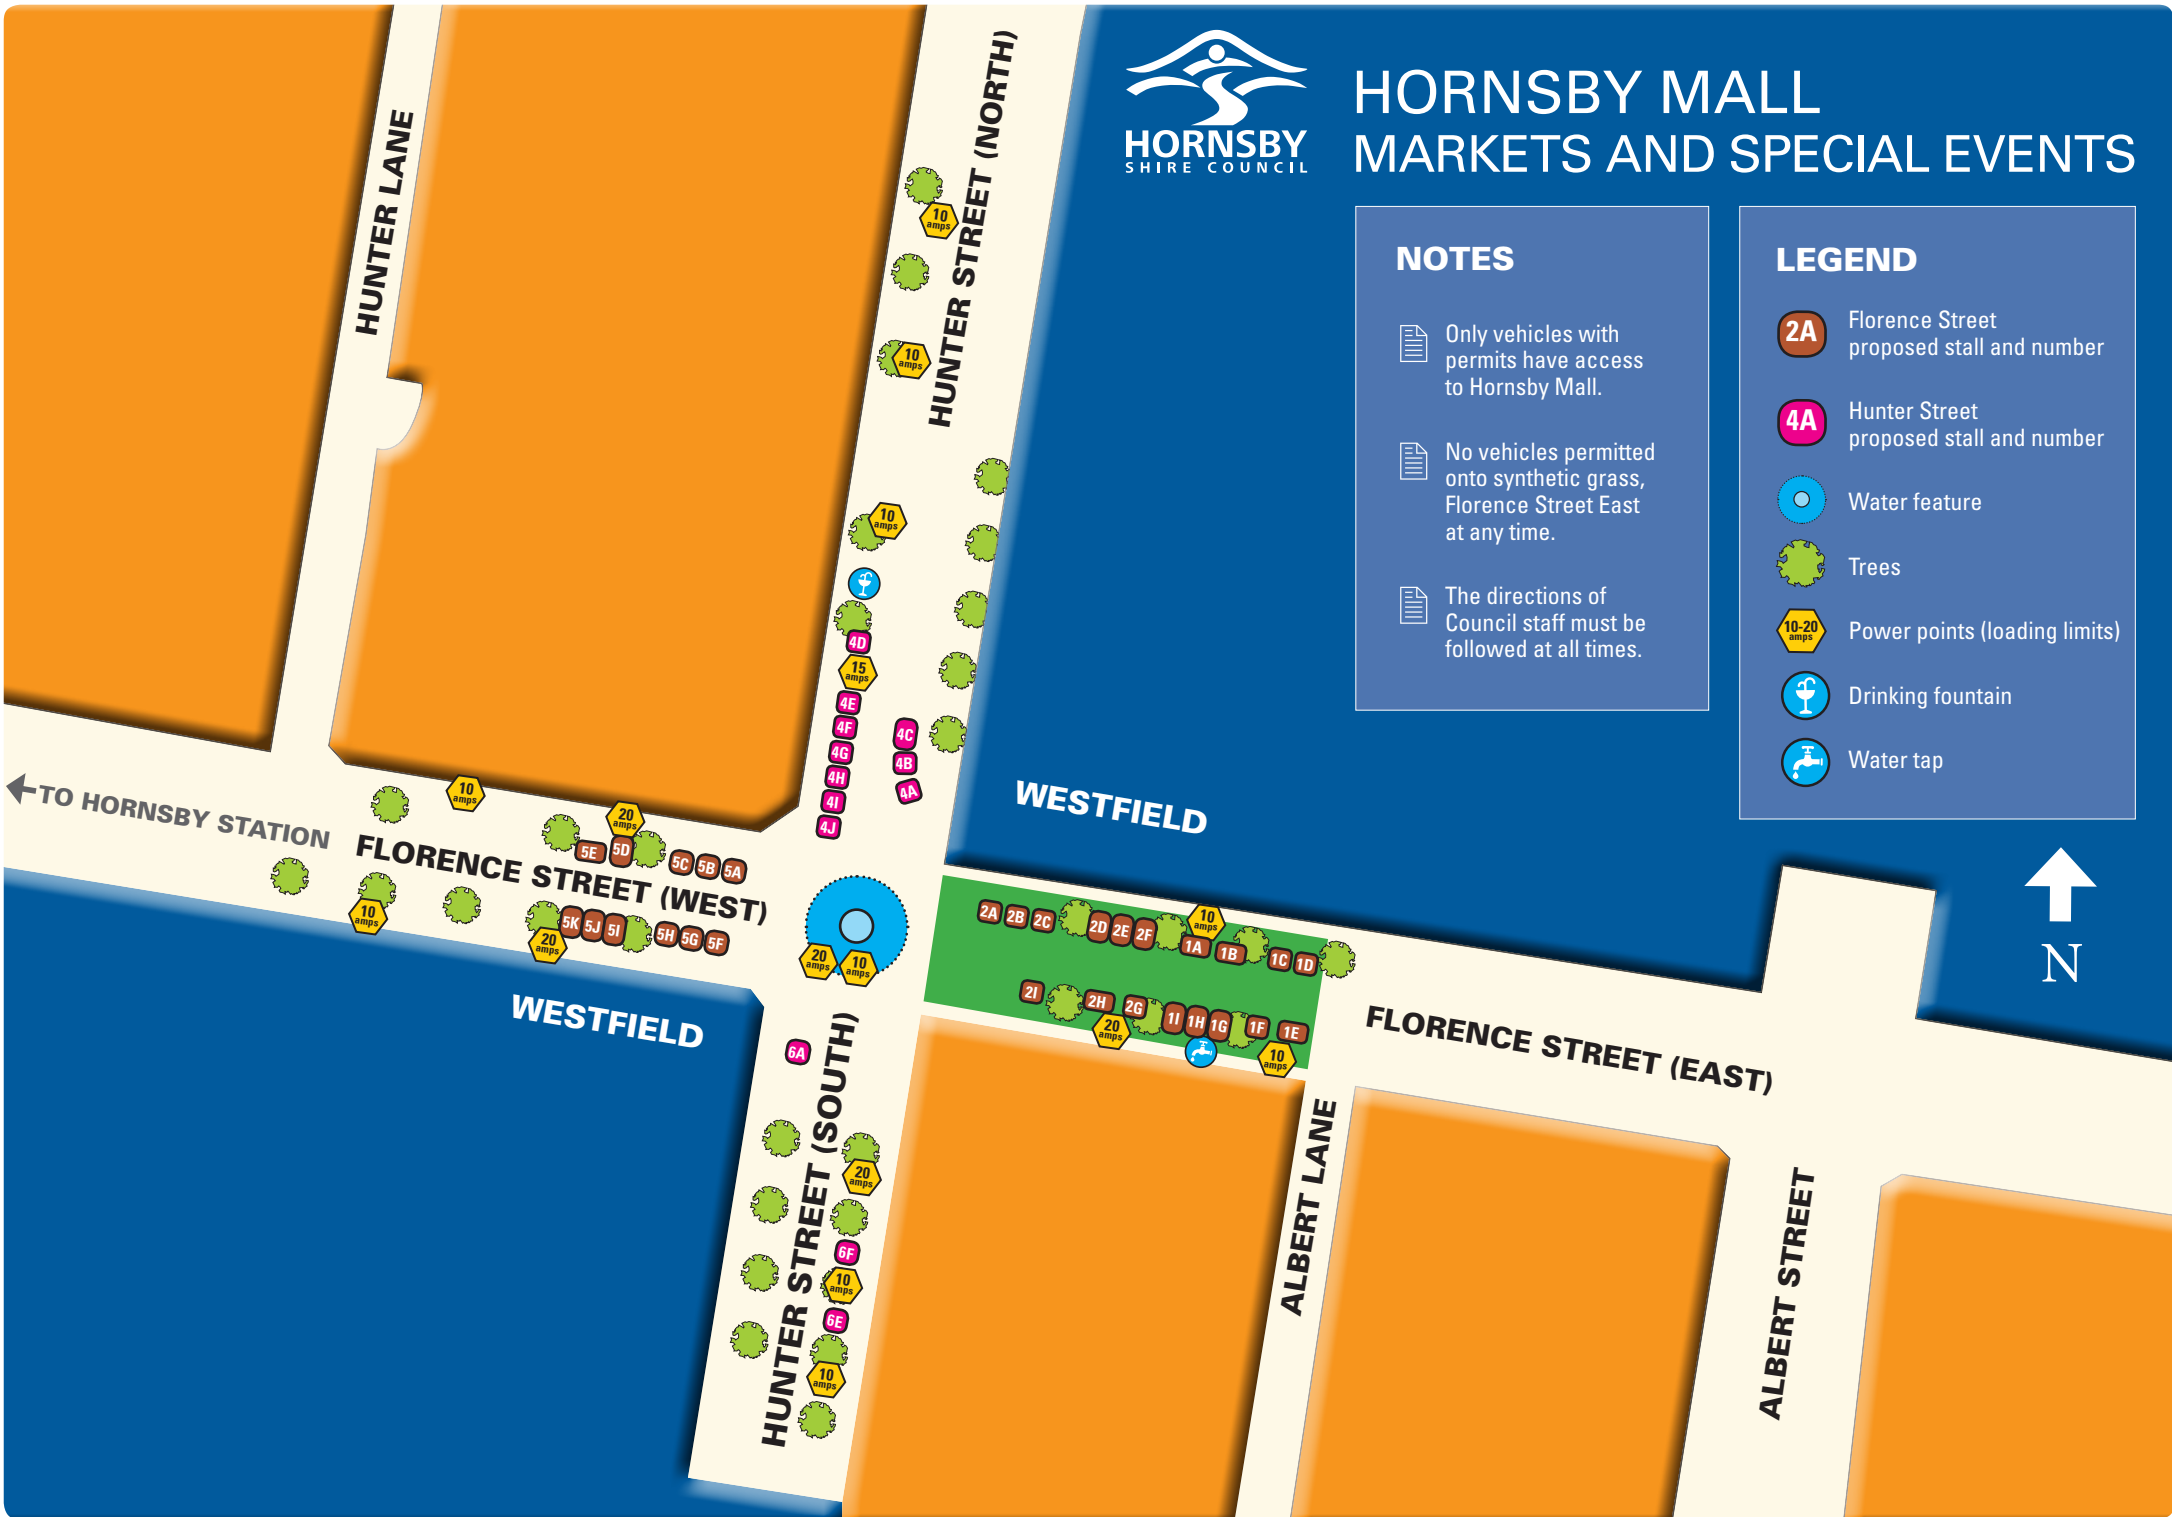 HORNSBY
SHIRE COUNCIL
HORNSBY MALL
MARKETS AND SPECIAL EVENTS
NOTES
Only vehicles with
permits have access
to Hornsby Mall.
No vehicles permitted
onto synthetic grass,
Florence Street East
at any time.
The directions of
Council staff must be
followed at all times.
LEGEND
2A
Florence Street
proposed stall and number
4A
Hunter Street
proposed stall and number
Water feature
Trees
10-20
amps
Power points (loading limits)
Drinking fountain
Water tap
N
HUNTER LANE
HUNTER STREET (NORTH)
10
amps
10
amps
10
amps
4D
15
amps
4E
4F
4G
4H
4I
4J
4C
4B
4A
WESTFIELD
TO HORNSBY STATION
10
amps
20
amps
5E
5D
5C
5B
5A
FLORENCE STREET (WEST)
10
amps
20
amps
5K
5J
5I
5H
5G
5F
20
amps
10
amps
WESTFIELD
2A
2B
2C
2D
2E
2F
10
amps
1A
1B
1C
1D
2I
2H
2G
1I
1H
1G
1F
1E
20
amps
10
amps
FLORENCE STREET (EAST)
6A
HUNTER STREET (SOUTH)
20
amps
6F
10
amps
6E
10
amps
ALBERT LANE
ALBERT STREET